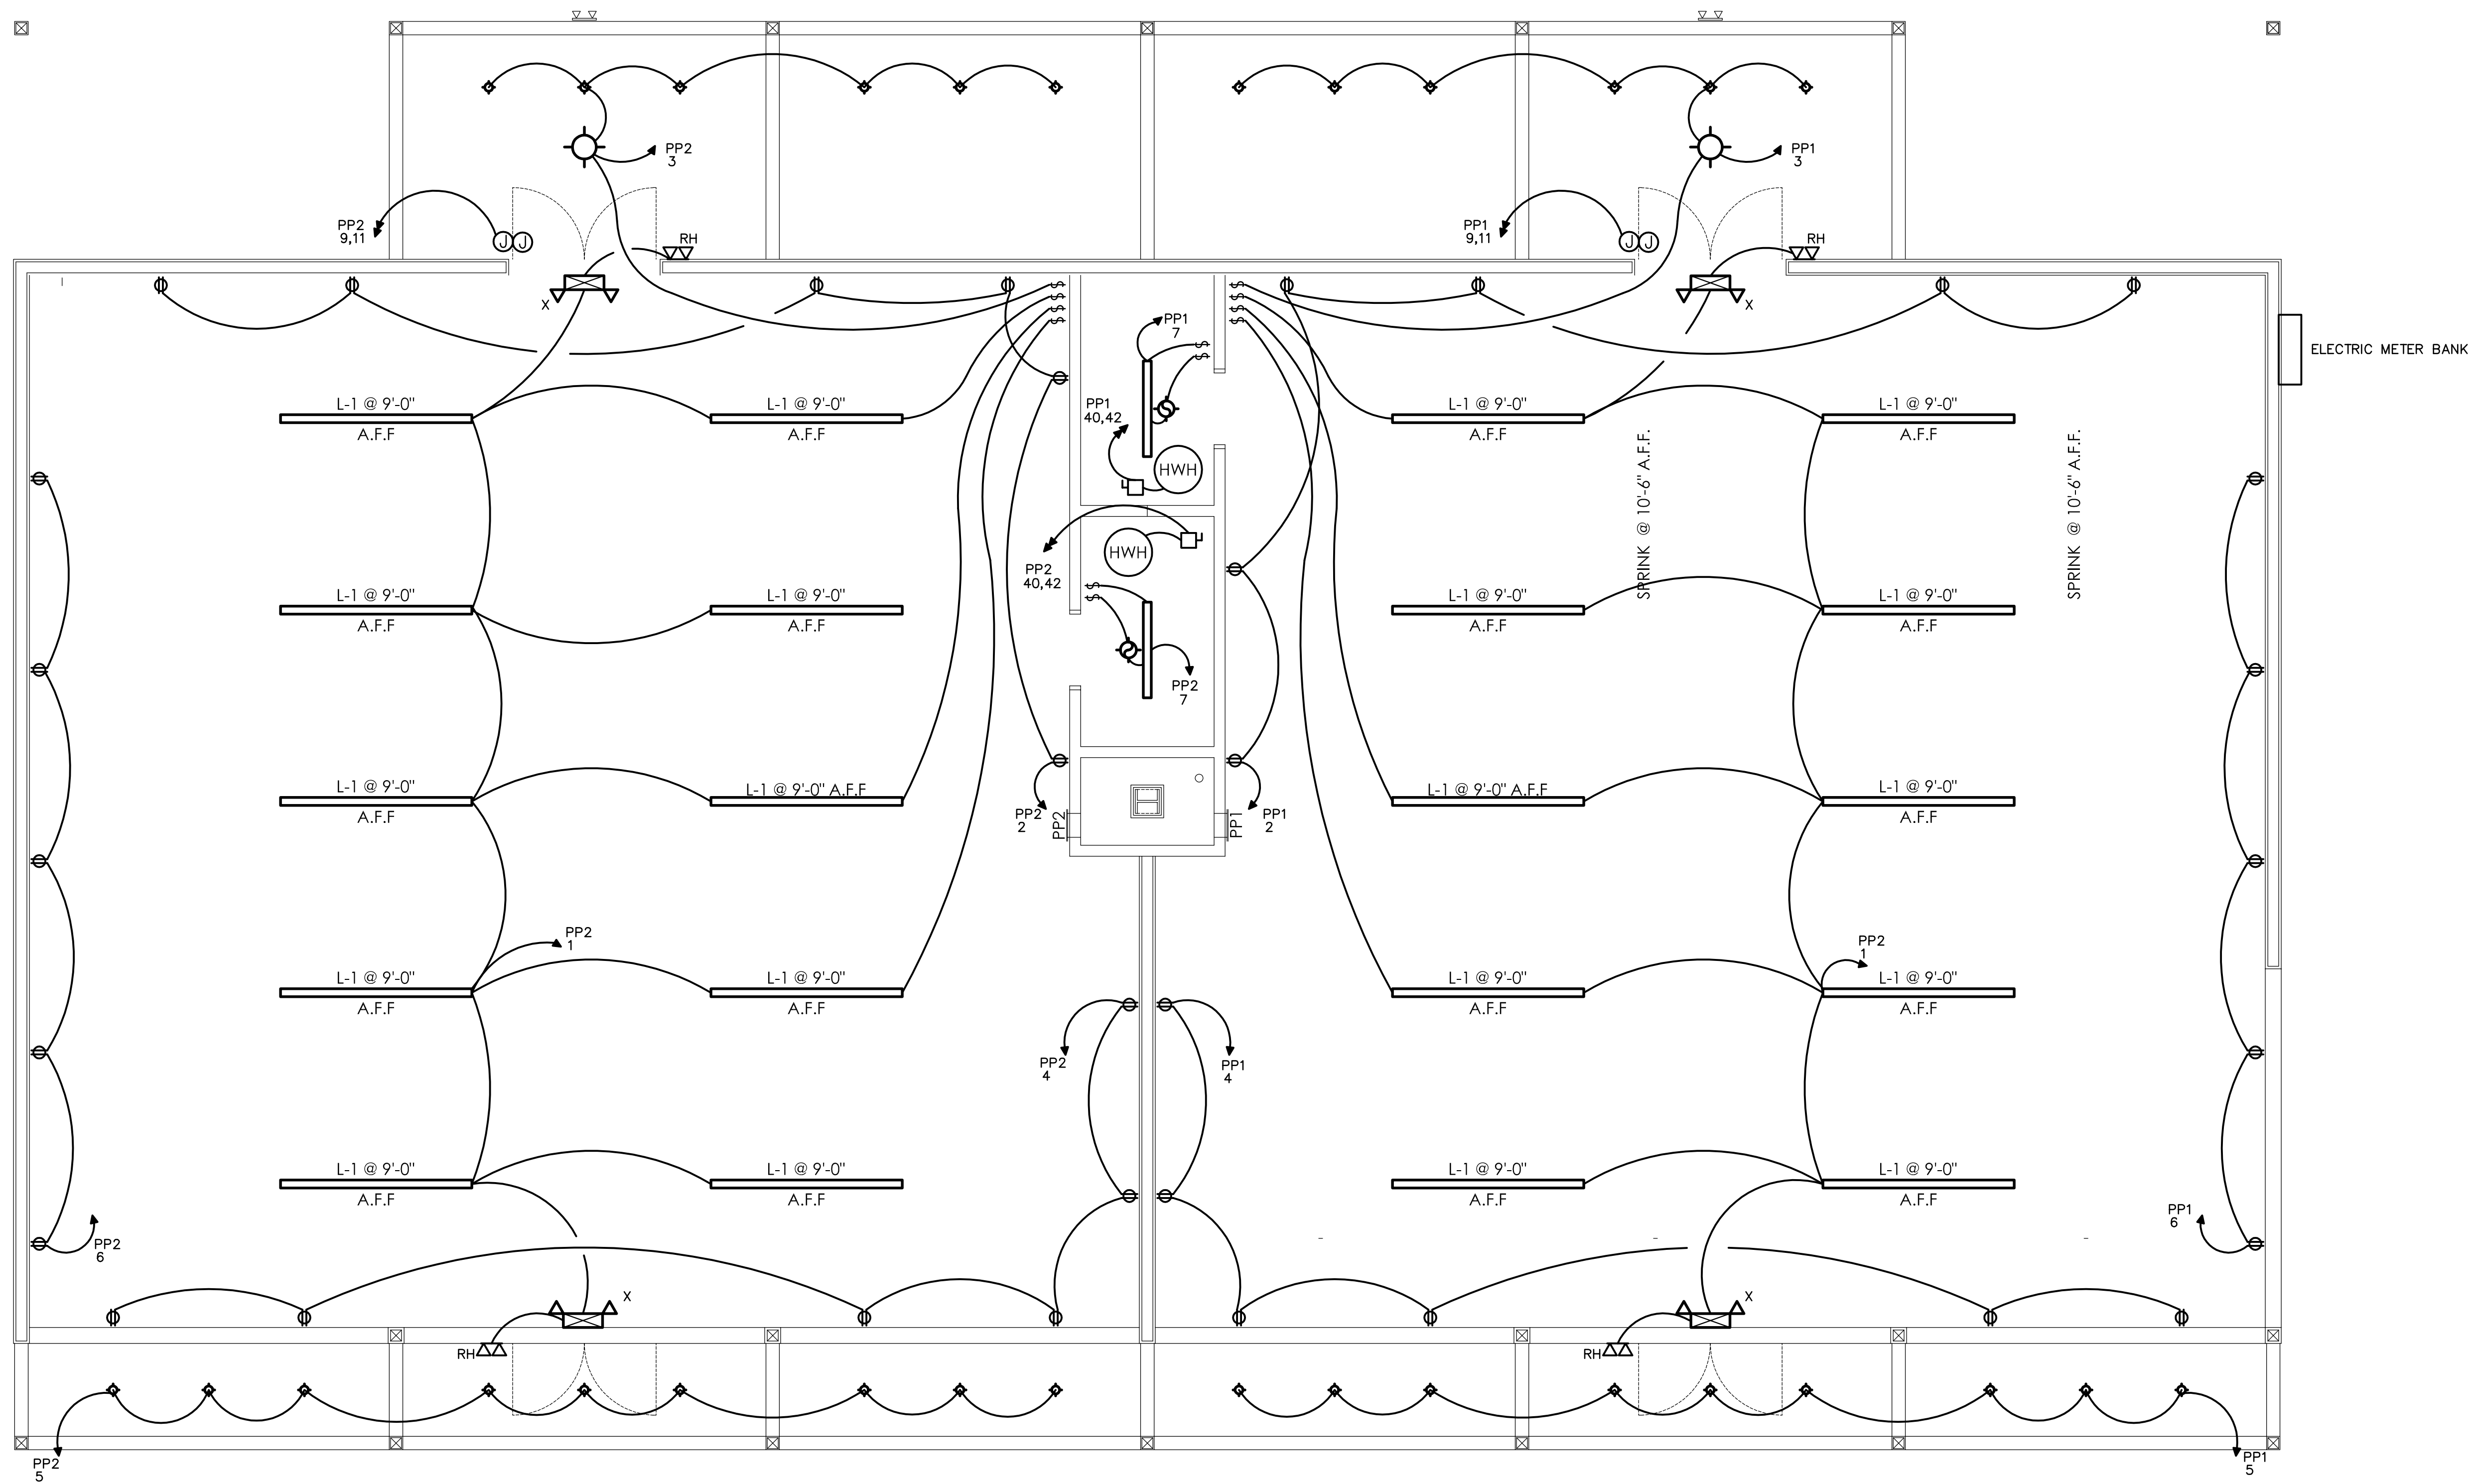 PP2
3
PP1
3
PP2
9,11
J
J
RH
PP1
9,11
J
J
RH
X
X
PP1
7
ELECTRIC METER BANK
L-1 @ 9'-0"
A.F.F
L-1 @ 9'-0"
A.F.F
PP1
40,42
L-1 @ 9'-0"
A.F.F
L-1 @ 9'-0"
A.F.F
SPRINK @ 10'-6" A.F.F.
SPRINK @ 10'-6" A.F.F.
HWH
HWH
PP2
40,42
L-1 @ 9'-0"
A.F.F
L-1 @ 9'-0"
A.F.F
L-1 @ 9'-0"
A.F.F
L-1 @ 9'-0"
A.F.F
PP2
7
L-1 @ 9'-0"
A.F.F
L-1 @ 9'-0" A.F.F
L-1 @ 9'-0" A.F.F
L-1 @ 9'-0"
A.F.F
PP2
2
PP2
PP1
PP1
2
PP2
1
PP2
1
L-1 @ 9'-0"
A.F.F
L-1 @ 9'-0"
A.F.F
L-1 @ 9'-0"
A.F.F
L-1 @ 9'-0"
A.F.F
PP2
4
PP1
4
L-1 @ 9'-0"
A.F.F
L-1 @ 9'-0"
A.F.F
L-1 @ 9'-0"
A.F.F
L-1 @ 9'-0"
A.F.F
PP2
6
PP1
6
X
X
RH
RH
PP2
5
PP1
5